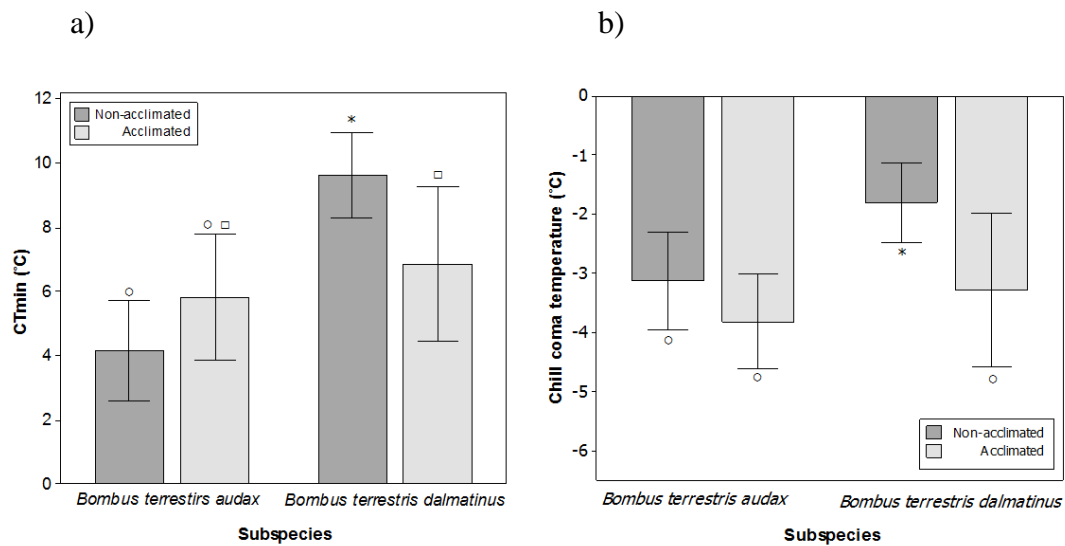 a)
b)
Non-acclimated
Acclimated
*
○
○ □
□
12
10
8
6
4
2
0
CTmin (°C)
Bombus terrestirs audax
Bombus terrestris dalmatinus
Subspecies
0
-1
-2
-3
-4
-5
-6
Chill coma temperature (°C)
○
○
*
○
Non-acclimated
Acclimated
Bombus terrestris audax
Bombus terrestris dalmatinus
Subspecies